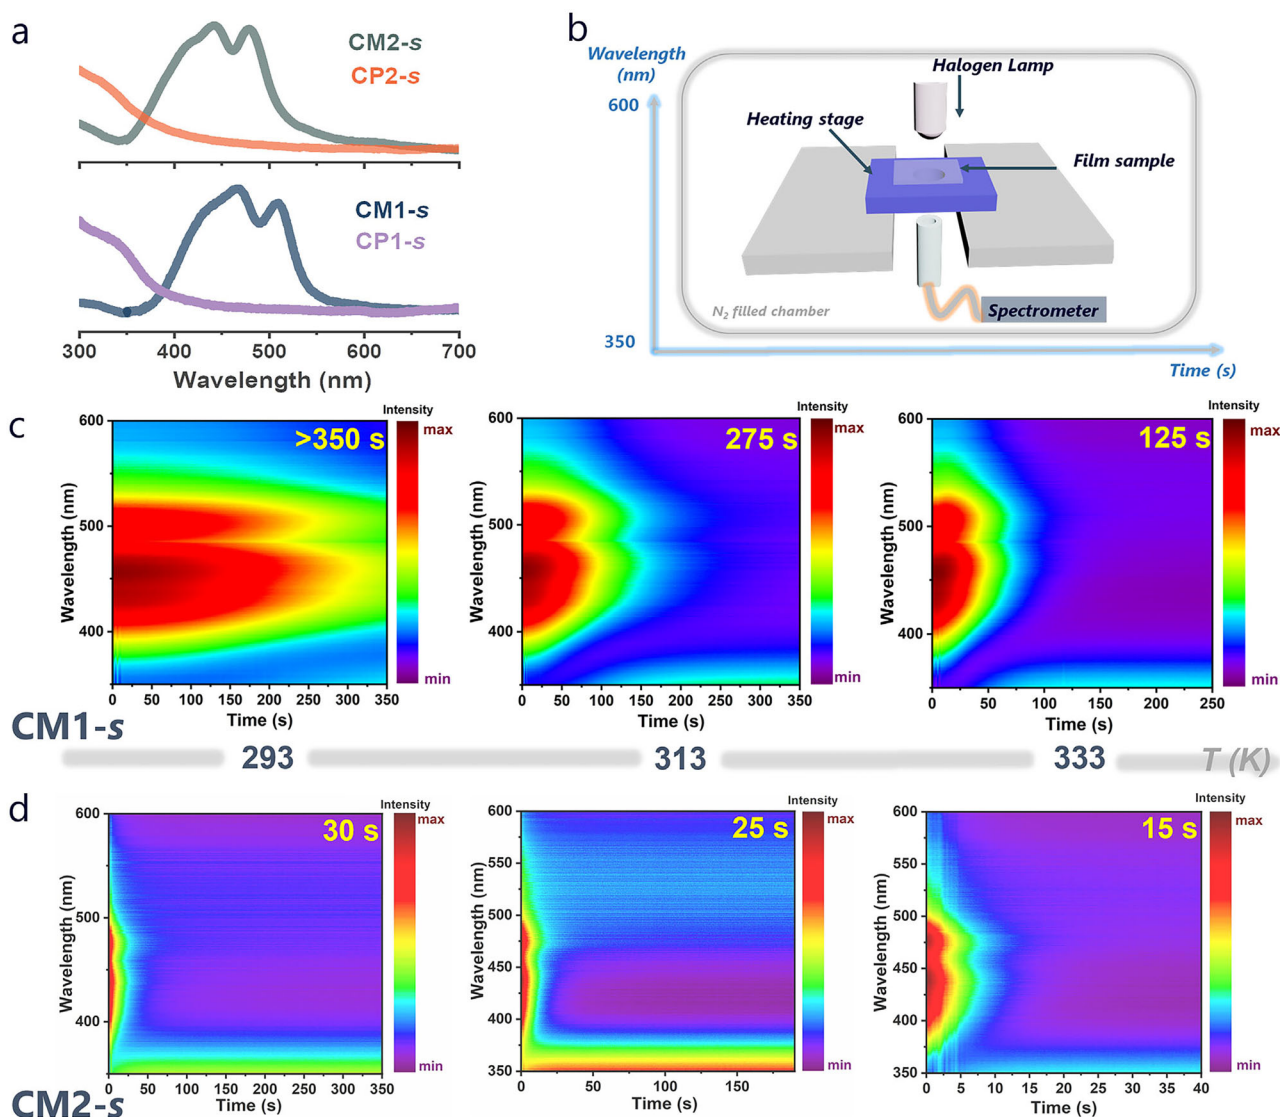 a
CM2-s
CP2-s
CM1-s
CP1-s
300 400 500 600 700
Wavelength (nm)
b
Wavelength
(nm)
600
350
Halogen Lamp
Heating stage
Film sample
N2 filled chamber
Spectrometer
Time (s)
c
600
500
400
Wavelength (nm)
>350 s
0 50 100 150 200 250 300 350
Time (s)
Intensity
max
min
600
500
400
Wavelength (nm)
275 s
0 50 100 150 200 250 300 350
Time (s)
Intensity
max
min
600
500
400
Wavelength (nm)
125 s
0 50 100 150 200 250
Time (s)
Intensity
max
min
CM1-s
293 313 333 T (K)
d
600
500
400
Wavelength (nm)
30 s
0 50 100 150 200 250 300 350
Time (s)
Intensity
max
min
600
550
500
450
400
350
Wavelength (nm)
25 s
0 50 100 150
Time (s)
Intensity
max
min
600
550
500
450
400
350
Wavelength (nm)
15 s
0 5 10 15 20 25 30 35 40
Time (s)
Intensity
max
min
CM2-s